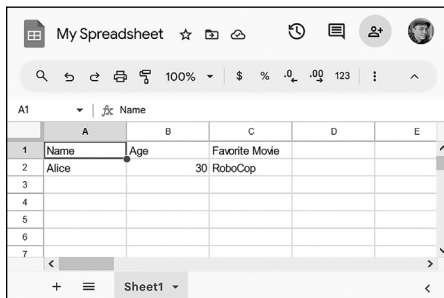 My Spreadsheet
100% $ % .0 .00 123
A1 fx Name
A B C D E
1 Name Age Favorite Movie
2 Alice 30 RoboCop
3
4
5
6
7
Sheet1